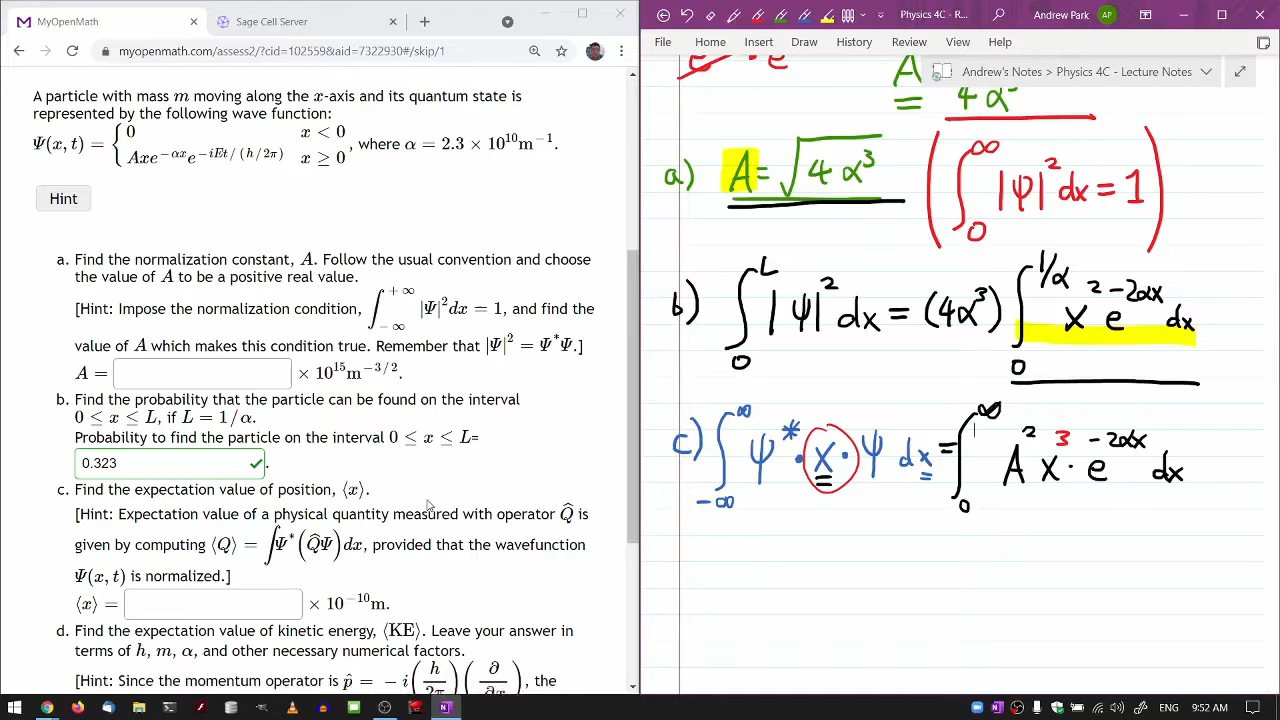 MyOpenMath
Sage Cell Server
myopenmath.com/assess2/?cid=102559&aid=7322930#/skip/1
A particle with mass m moving along the x-axis and its quantum state is
represented by the following wave function:
Ψ(x, t) = { 0 x < 0
Axe^{−αx}e^{−iEt/(h/2π)} x ≥ 0 , where α = 2.3 × 10^{10}m^{−1}.
Hint
a. Find the normalization constant, A. Follow the usual convention and choose
the value of A to be a positive real value.
[Hint: Impose the normalization condition, ∫_{−∞}^{+∞} |Ψ|²dx = 1, and find the
value of A which makes this condition true. Remember that |Ψ|² = Ψ*Ψ.]
A = × 10^{15}m^{−3/2}.
b. Find the probability that the particle can be found on the interval
0 ≤ x ≤ L, if L = 1/α.
Probability to find the particle on the interval 0 ≤ x ≤ L=
0.323 ✔.
c. Find the expectation value of position, ⟨x⟩.
[Hint: Expectation value of a physical quantity measured with operator Q̂ is
given by computing ⟨Q⟩ = ∫Ψ*(Q̂Ψ)dx, provided that the wavefunction
Ψ(x, t) is normalized.]
⟨x⟩ = × 10^{−10}m.
d. Find the expectation value of kinetic energy, ⟨KE⟩. Leave your answer in
terms of h, m, α, and other necessary numerical factors.
[Hint: Since the momentum operator is p̂ = −i(h/2π)(∂/∂x), the
Physics 4C - R...
Andrew Park
AP
File Home Insert Draw History Review View Help
Andrew's Notes > Physics 4C - Lecture Notes
a) A = √4α³ (∫_0^∞ |ψ|² dx = 1)
b) ∫_0^L |ψ|² dx = (4α³) ∫_0^{1/α} x² e^{−2αx} dx
c) ∫_{−∞}^∞ ψ* · x · ψ dx = ∫_0^∞ A² x³ · e^{−2αx} dx
ENG 9:52 AM